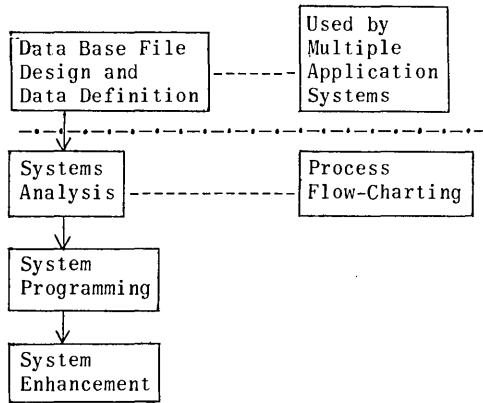 Data Base File
Design and
Data Definition
Used by
Multiple
Application
Systems
Systems
Analysis
Process
Flow-Charting
System
Programming
System
Enhancement